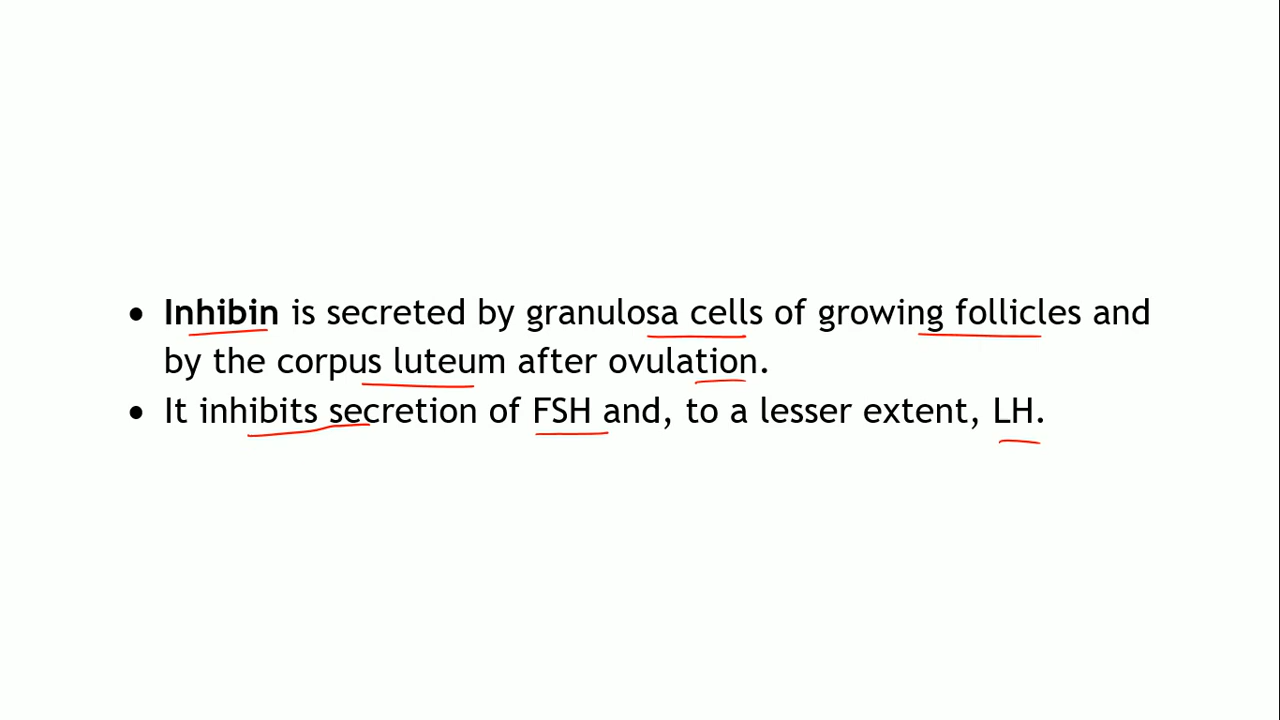 • Inhibin is secreted by granulosa cells of growing follicles and
by the corpus luteum after ovulation.
• It inhibits secretion of FSH and, to a lesser extent, LH.